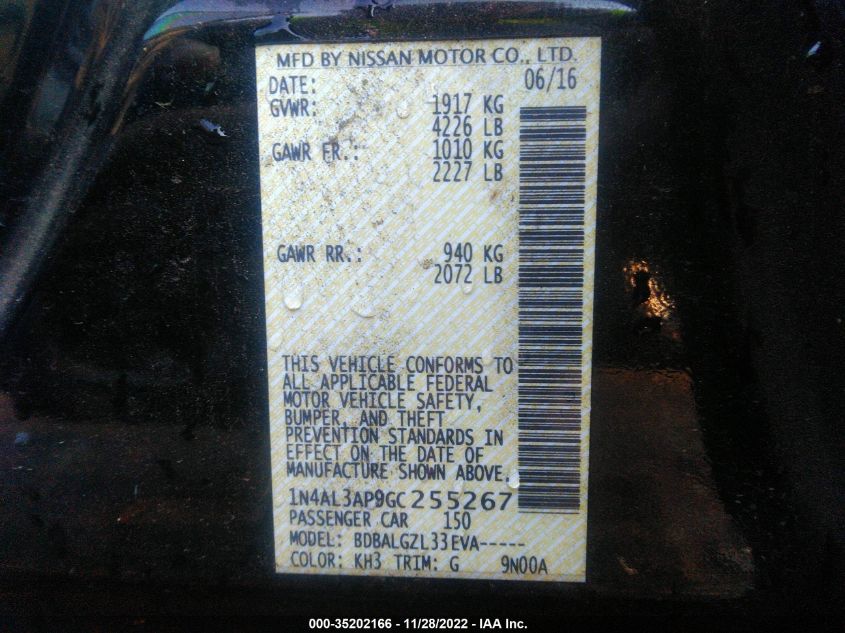 MFD BY NISSAN MOTOR CO., LTD.
DATE: 06/16
GVWR: 1917 KG
4226 LB
GAWR FR.: 1010 KG
2227 LB
GAWR RR.: 940 KG
2072 LB
THIS VEHICLE CONFORMS TO
ALL APPLICABLE FEDERAL
MOTOR VEHICLE SAFETY,
BUMPER, AND THEFT
PREVENTION STANDARDS IN
EFFECT ON THE DATE OF
MANUFACTURE SHOWN ABOVE.
1N4AL3AP9GC255267
PASSENGER CAR 150
MODEL: BDBALGZL33EVA-----
COLOR: KH3 TRIM: G 9N00A
000-35202166 - 11/28/2022 - IAA Inc.